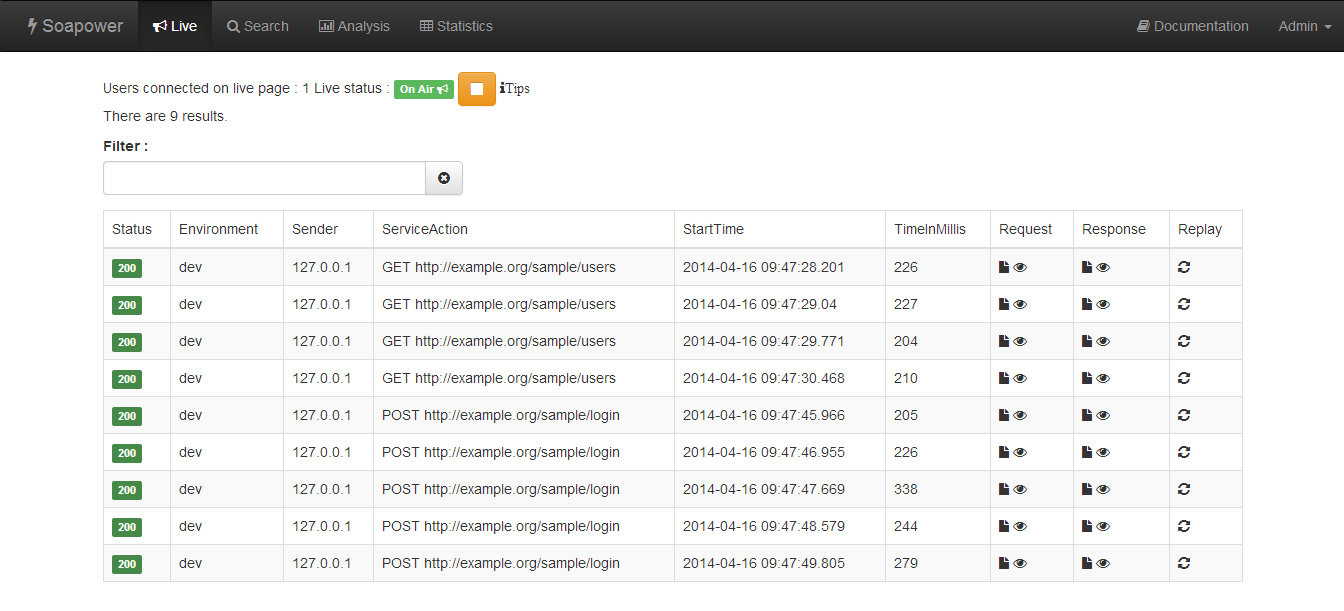 Soapower Live Search Analysis Statistics Documentation Admin
Users connected on live page : 1 Live status : On Air Tips
There are 9 results.
Filter :
Status Environment Sender ServiceAction StartTime TimeInMillis Request Response Replay
200 dev 127.0.0.1 GET http://example.org/sample/users 2014-04-16 09:47:28.201 226
200 dev 127.0.0.1 GET http://example.org/sample/users 2014-04-16 09:47:29.04 227
200 dev 127.0.0.1 GET http://example.org/sample/users 2014-04-16 09:47:29.771 204
200 dev 127.0.0.1 GET http://example.org/sample/users 2014-04-16 09:47:30.468 210
200 dev 127.0.0.1 POST http://example.org/sample/login 2014-04-16 09:47:45.966 205
200 dev 127.0.0.1 POST http://example.org/sample/login 2014-04-16 09:47:46.955 226
200 dev 127.0.0.1 POST http://example.org/sample/login 2014-04-16 09:47:47.669 338
200 dev 127.0.0.1 POST http://example.org/sample/login 2014-04-16 09:47:48.579 244
200 dev 127.0.0.1 POST http://example.org/sample/login 2014-04-16 09:47:49.805 279